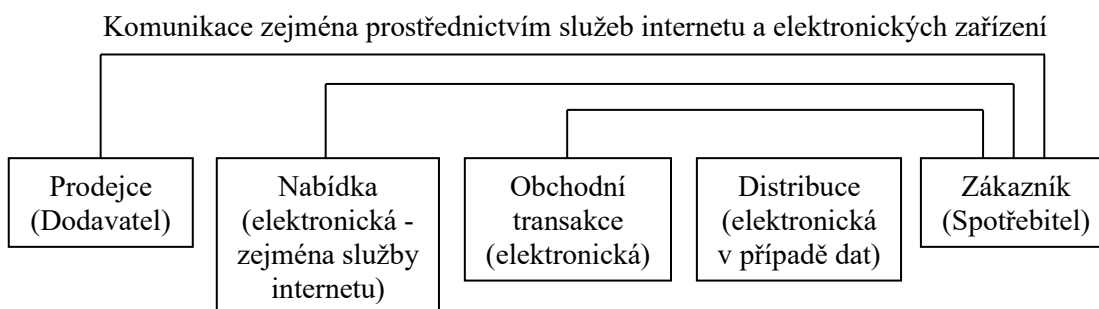 Komunikace zejména prostřednictvím služeb internetu a elektronických zařízení
Prodejce
(Dodavatel)
Nabídka
(elektronická -
zejména služby
internetu)
Obchodní
transakce
(elektronická)
Distribuce
(elektronická
v případě dat)
Zákazník
(Spotřebitel)